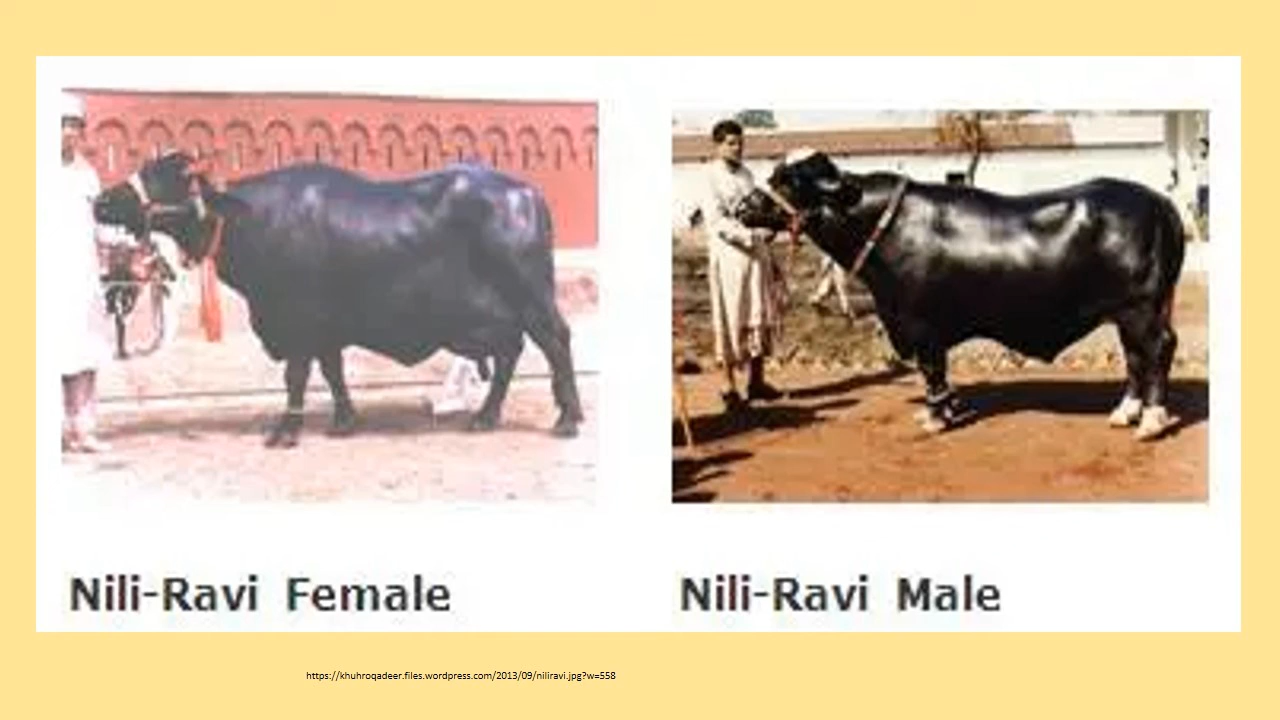 Nili-Ravi Female
Nili-Ravi Male
https://khuhroqadeer.files.wordpress.com/2013/09/niliravi.jpg?w=558